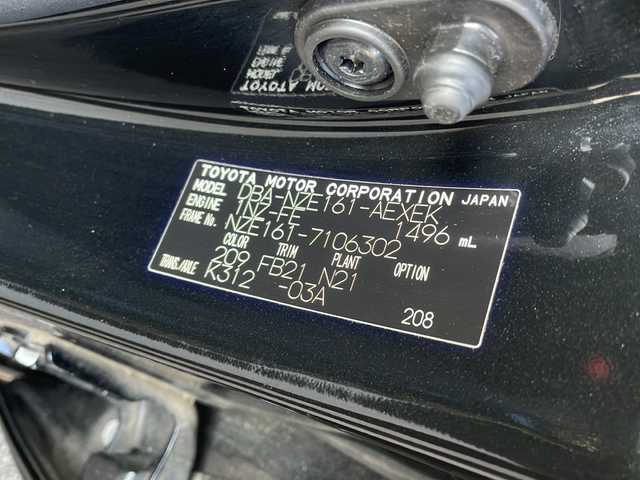 TOYOTA MOTOR CORPORATION JAPAN
MODEL DBA-NZE161-AEXEK
ENGINE 1NZ-FE 1496 mL
FRAME No. NZE161-7106302
COLOR TRIM PLANT OPTION
209 FB21 N21
TRANS./AXLE K312 -03A
208